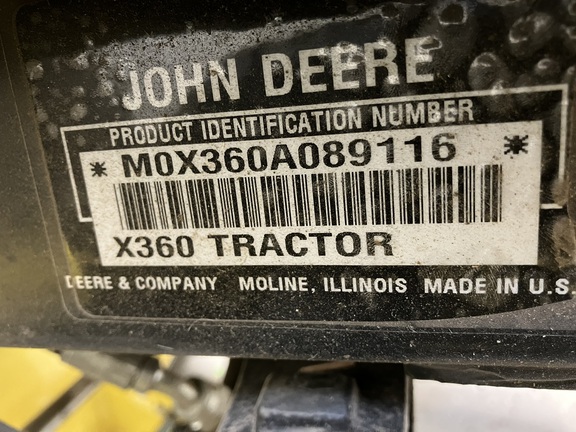 JOHN DEERE
PRODUCT IDENTIFICATION NUMBER
* M0X360A089116 *
X360 TRACTOR
DEERE & COMPANY MOLINE, ILLINOIS MADE IN U.S.